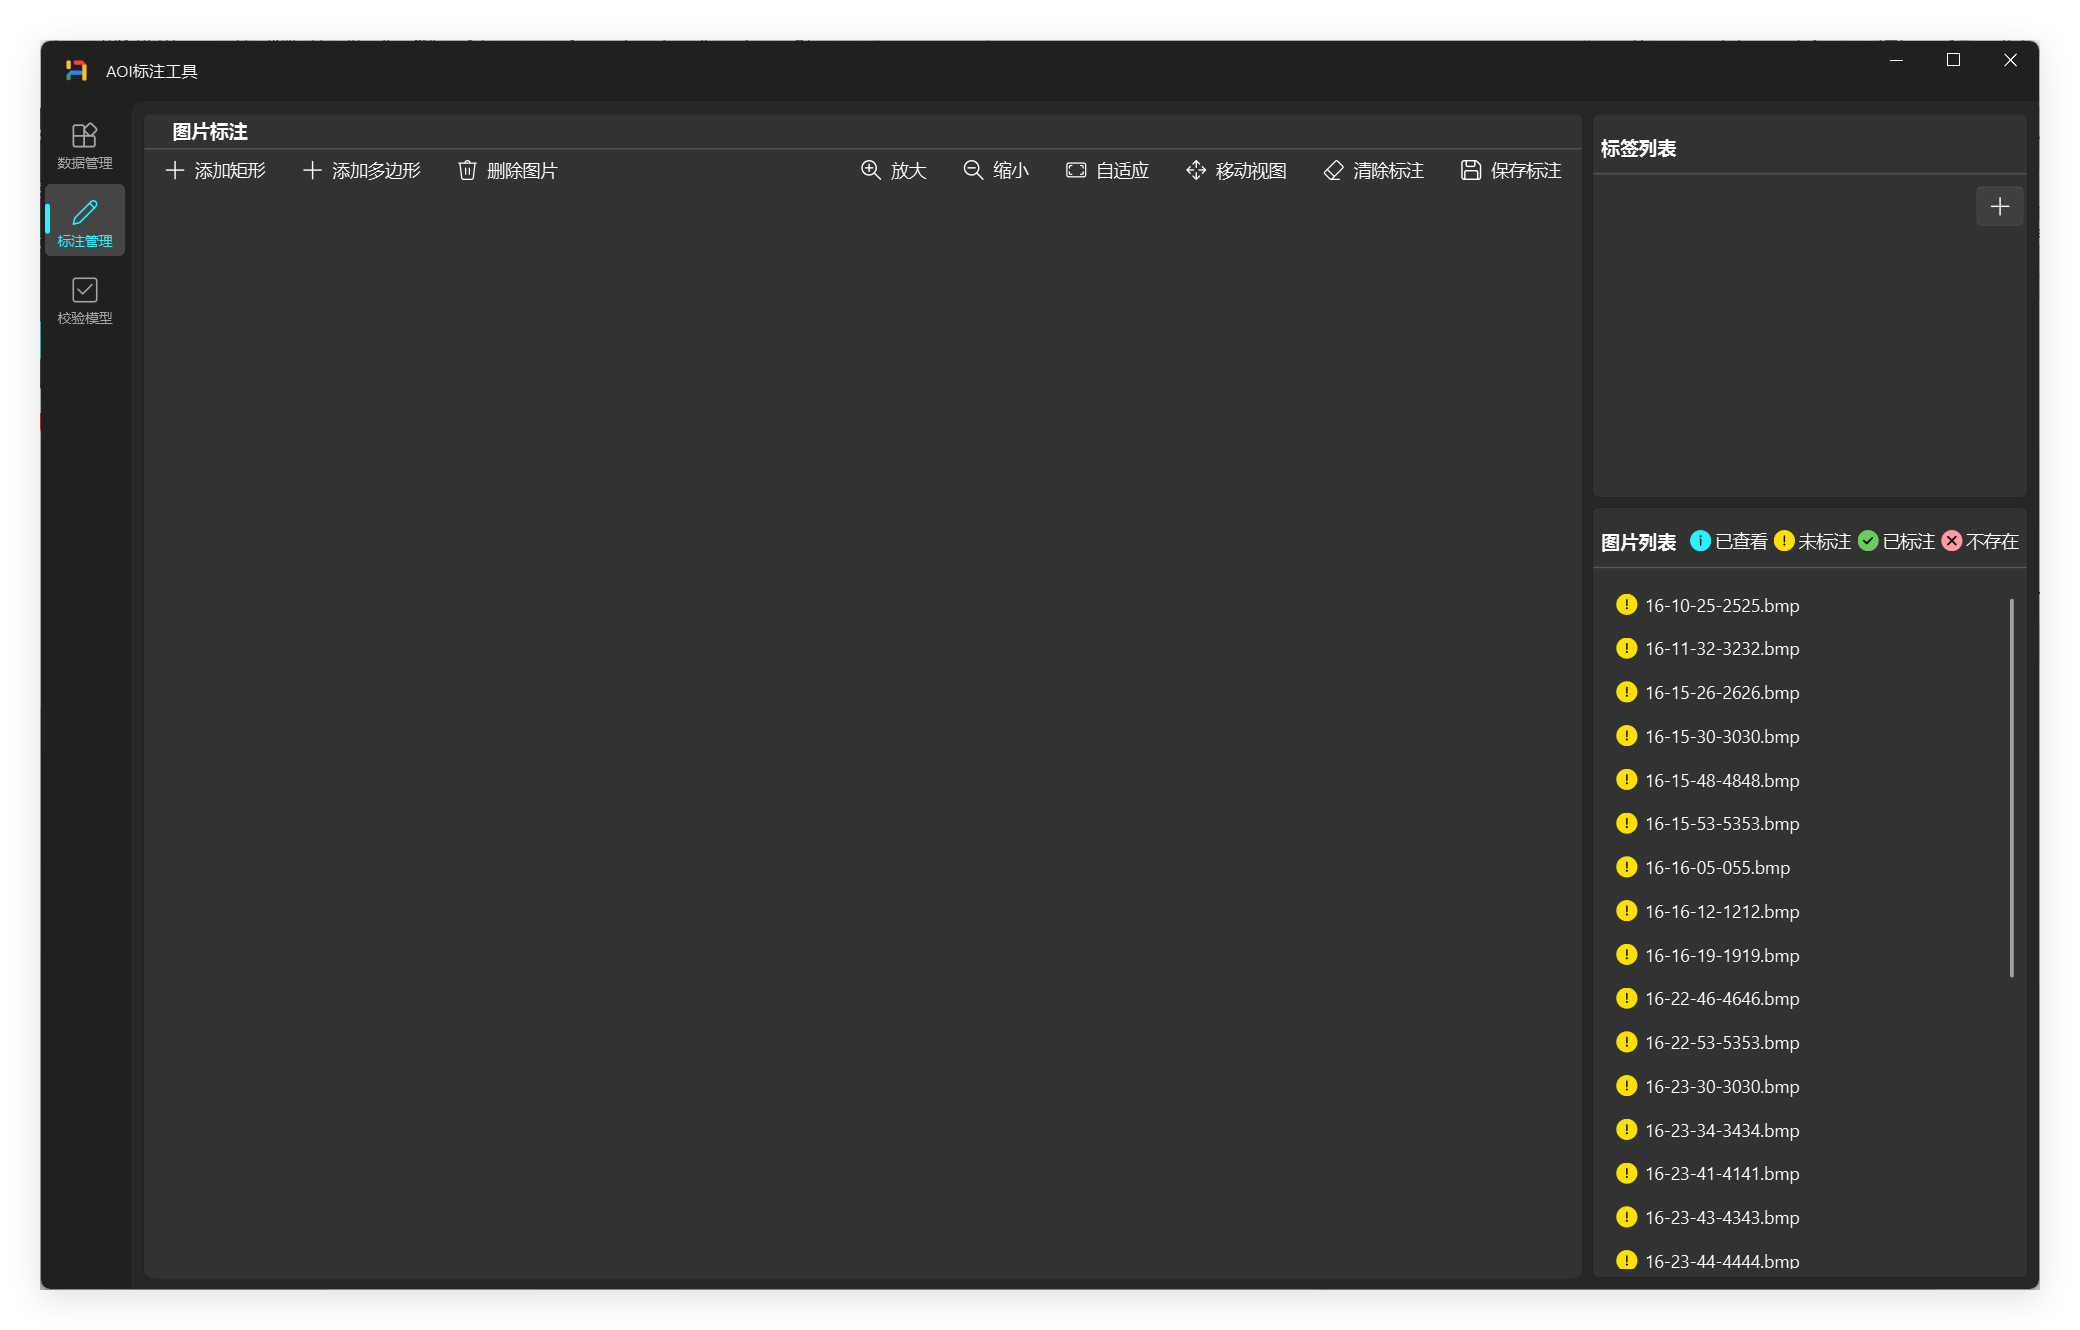 AOI标注工具
数据管理
标注管理
校验模型
图片标注
添加矩形 添加多边形 删除图片 放大 缩小 自适应 移动视图 清除标注 保存标注
标签列表
图片列表 已查看 未标注 已标注 不存在
16-10-25-2525.bmp
16-11-32-3232.bmp
16-15-26-2626.bmp
16-15-30-3030.bmp
16-15-48-4848.bmp
16-15-53-5353.bmp
16-16-05-055.bmp
16-16-12-1212.bmp
16-16-19-1919.bmp
16-22-46-4646.bmp
16-22-53-5353.bmp
16-23-30-3030.bmp
16-23-34-3434.bmp
16-23-41-4141.bmp
16-23-43-4343.bmp
16-23-44-4444.bmp